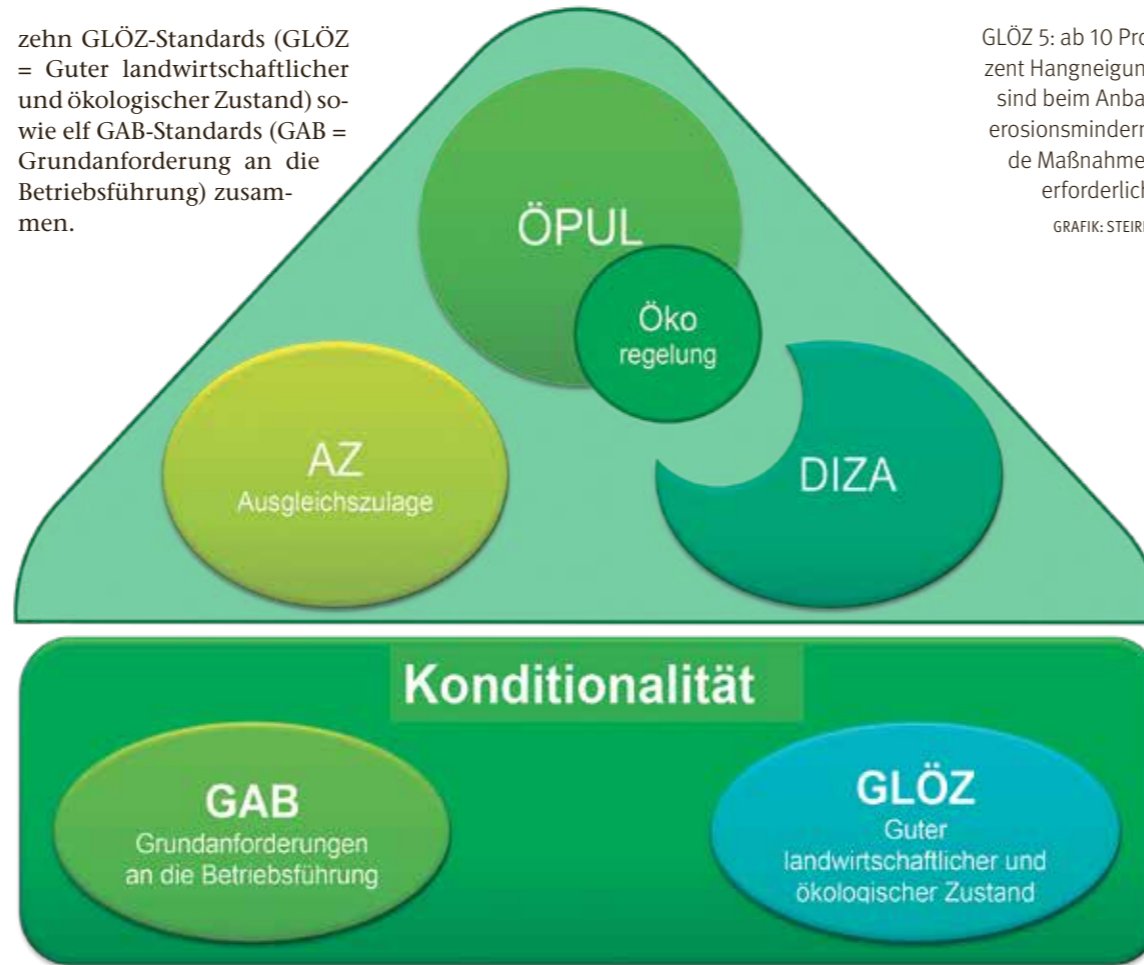 zehn GLÖZ-Standards (GLÖZ
= Guter landwirtschaftlicher
und ökologischer Zustand) so-
wie elf GAB-Standards (GAB =
Grundanforderung an die
Betriebsführung) zusam-
men.
GLÖZ 5: ab 10 Pro
zent Hangneigun
sind beim Anba
erosionsmindern
de Maßnahme
erforderlich
GRAFIK: STEIR
ÖPUL
Öko
regelung
AZ
Ausgleichszulage
DIZA
Konditionalität
GAB
Grundanforderungen
an die Betriebsführung
GLÖZ
Guter
landwirtschaftlicher und
ökologischer Zustand